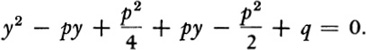 y² − py + p²/4 + py − p²/2 + q = 0.